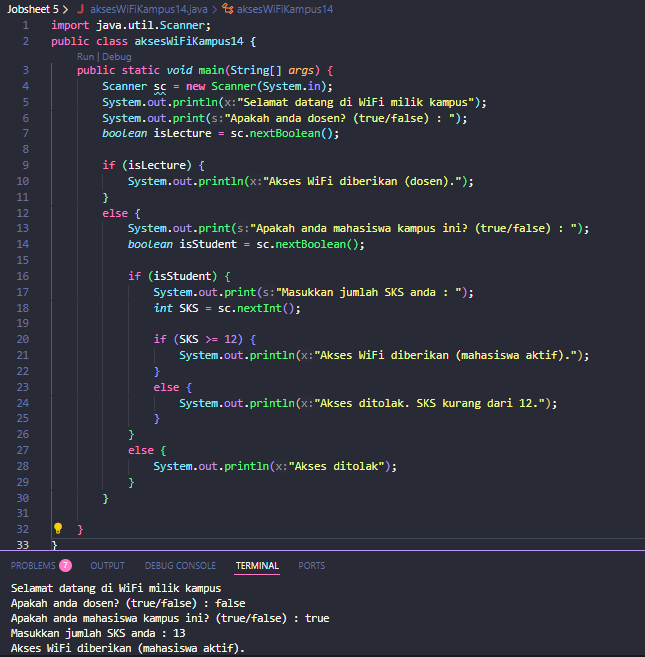 Jobsheet 5 > J aksesWiFiKampus14.java > aksesWiFiKampus14
1 import java.util.Scanner;
2 public class aksesWiFiKampus14 {
Run | Debug
3 public static void main(String[] args) {
4 Scanner sc = new Scanner(System.in);
5 System.out.println(x:"Selamat datang di WiFi milik kampus");
6 System.out.print(s:"Apakah anda dosen? (true/false) : ");
7 boolean isLecture = sc.nextBoolean();
8
9 if (isLecture) {
10 System.out.println(x:"Akses WiFi diberikan (dosen).");
11 }
12 else {
13 System.out.print(s:"Apakah anda mahasiswa kampus ini? (true/false) : ");
14 boolean isStudent = sc.nextBoolean();
15
16 if (isStudent) {
17 System.out.print(s:"Masukkan jumlah SKS anda : ");
18 int SKS = sc.nextInt();
19
20 if (SKS >= 12) {
21 System.out.println(x:"Akses WiFi diberikan (mahasiswa aktif).");
22 }
23 else {
24 System.out.println(x:"Akses ditolak. SKS kurang dari 12.");
25 }
26 }
27 else {
28 System.out.println(x:"Akses ditolak");
29 }
30 }
31
32 }
33 }
PROBLEMS 7 OUTPUT DEBUG CONSOLE TERMINAL PORTS
Selamat datang di WiFi milik kampus
Apakah anda dosen? (true/false) : false
Apakah anda mahasiswa kampus ini? (true/false) : true
Masukkan jumlah SKS anda : 13
Akses WiFi diberikan (mahasiswa aktif).